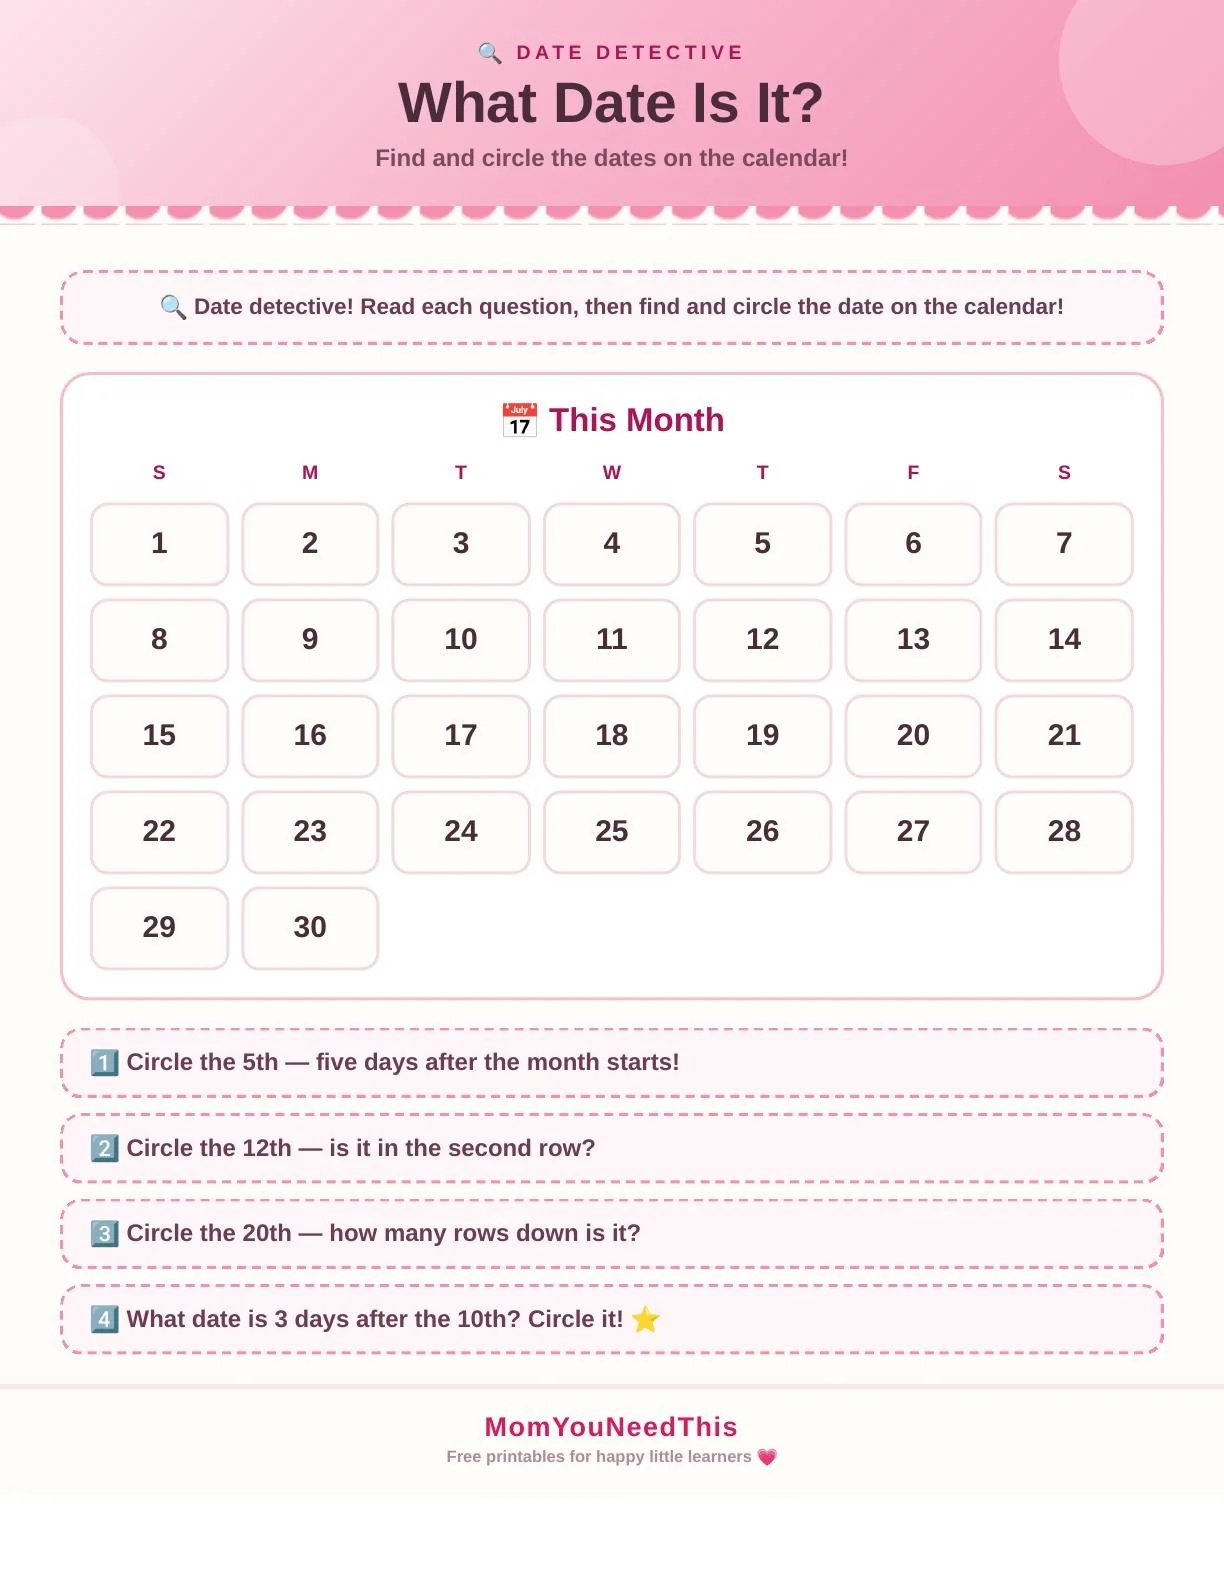 🔍 DATE DETECTIVE
What Date Is It?
Find and circle the dates on the calendar!
🔍 Date detective! Read each question, then find and circle the date on the calendar!
📅 This Month
S M T W T F S
1 2 3 4 5 6 7
8 9 10 11 12 13 14
15 16 17 18 19 20 21
22 23 24 25 26 27 28
29 30
1️⃣ Circle the 5th — five days after the month starts!
2️⃣ Circle the 12th — is it in the second row?
3️⃣ Circle the 20th — how many rows down is it?
4️⃣ What date is 3 days after the 10th? Circle it! ⭐
MomYouNeedThis
Free printables for happy little learners 💗